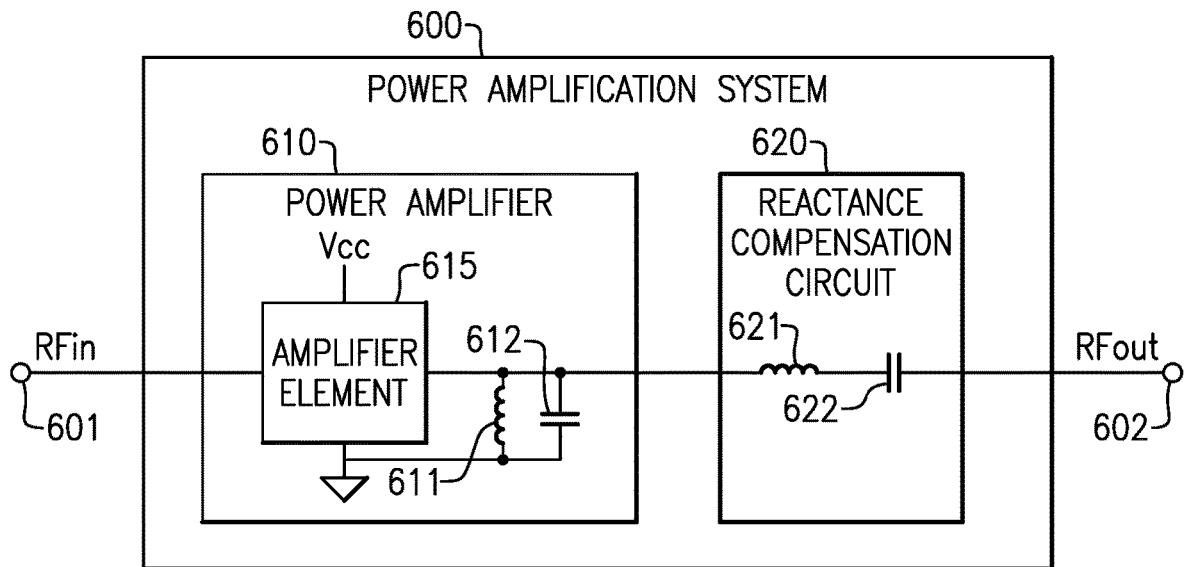 600
POWER AMPLIFICATION SYSTEM
610
620
POWER AMPLIFIER
REACTANCE
COMPENSATION
CIRCUIT
Vcc
615
RFin
AMPLIFIER
ELEMENT
612
621
RFout
601
611
622
602